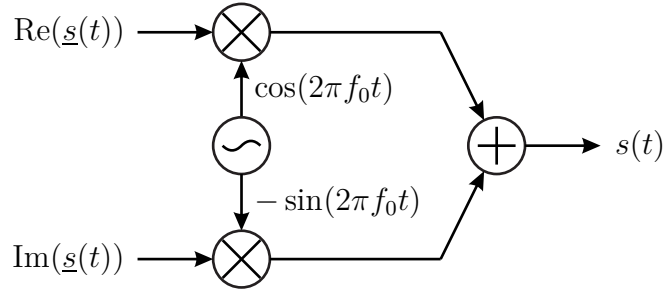 Re(s(t))
cos(2πf₀t)
s(t)
− sin(2πf₀t)
Im(s(t))